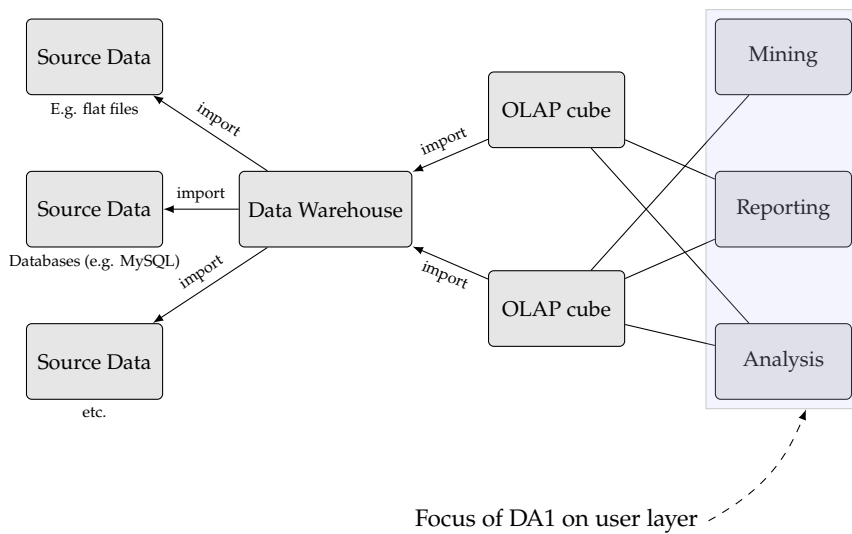 Source Data
E.g. flat files
import
Source Data
import
Databases (e.g. MySQL)
import
Source Data
etc.
Data Warehouse
import
import
OLAP cube
OLAP cube
Mining
Reporting
Analysis
Focus of DA1 on user layer